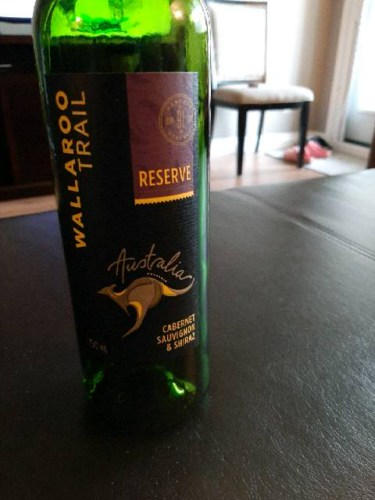 WALLAROO
TRAIL
RESERVE
Australia
CABERNET
SAUVIGNON
& SHIRAZ